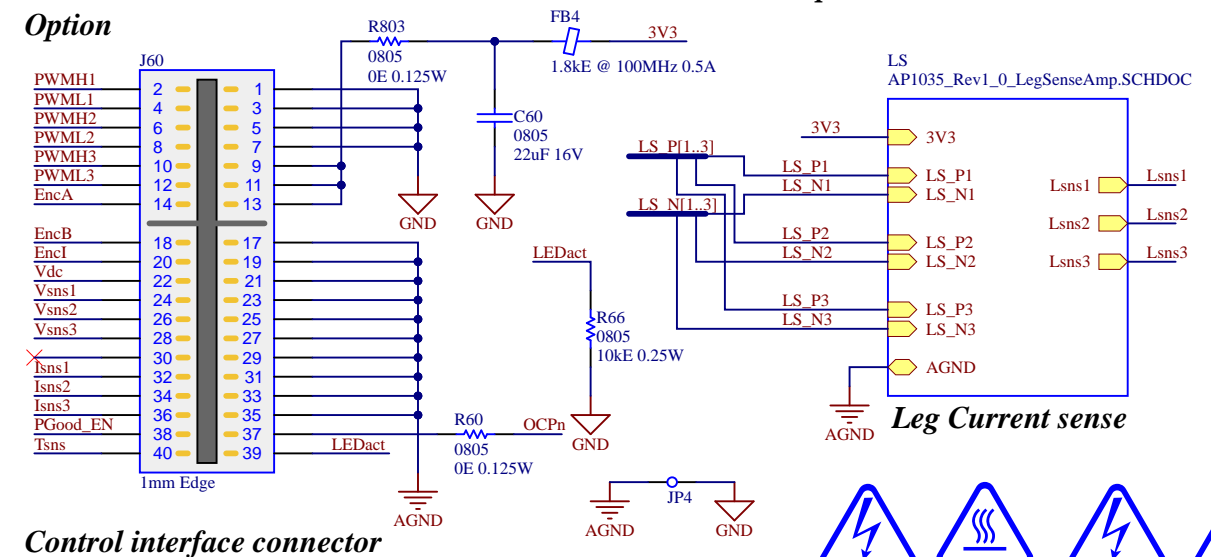 Option
J60
PWMH1 2 1
PWML1 4 3
PWMH2 6 5
PWML2 8 7
PWMH3 10 9
PWML3 12 11
EncA 14 13
EncB 18 17
EncI 20 19
Vdc 22 21
Vsns1 24 23
Vsns2 26 25
Vsns3 28 27
30 29
Isns1 32 31
Isns2 34 33
Isns3 36 35
PGood_EN 38 37
Tsns 40 39 LEDact
1mm Edge
Control interface connector
R803
0805
0E 0.125W
FB4
3V3
1.8kE @ 100MHz 0.5A
C60
0805
22uF 16V
GND
GND
LEDact
R66
0805
10kE 0.25W
GND
R60
OCPn
0805
0E 0.125W
AGND
AGND
JP4
GND
LS
AP1035_Rev1_0_LegSenseAmp.SCHDOC
3V3 3V3
LS_P[1..3]
LS_N[1..3]
LS_P1 LS_P1
LS_N1 LS_N1
LS_P2 LS_P2
LS_N2 LS_N2
LS_P3 LS_P3
LS_N3 LS_N3
AGND
AGND
Lsns1 Lsns1
Lsns2 Lsns2
Lsns3 Lsns3
Leg Current sense